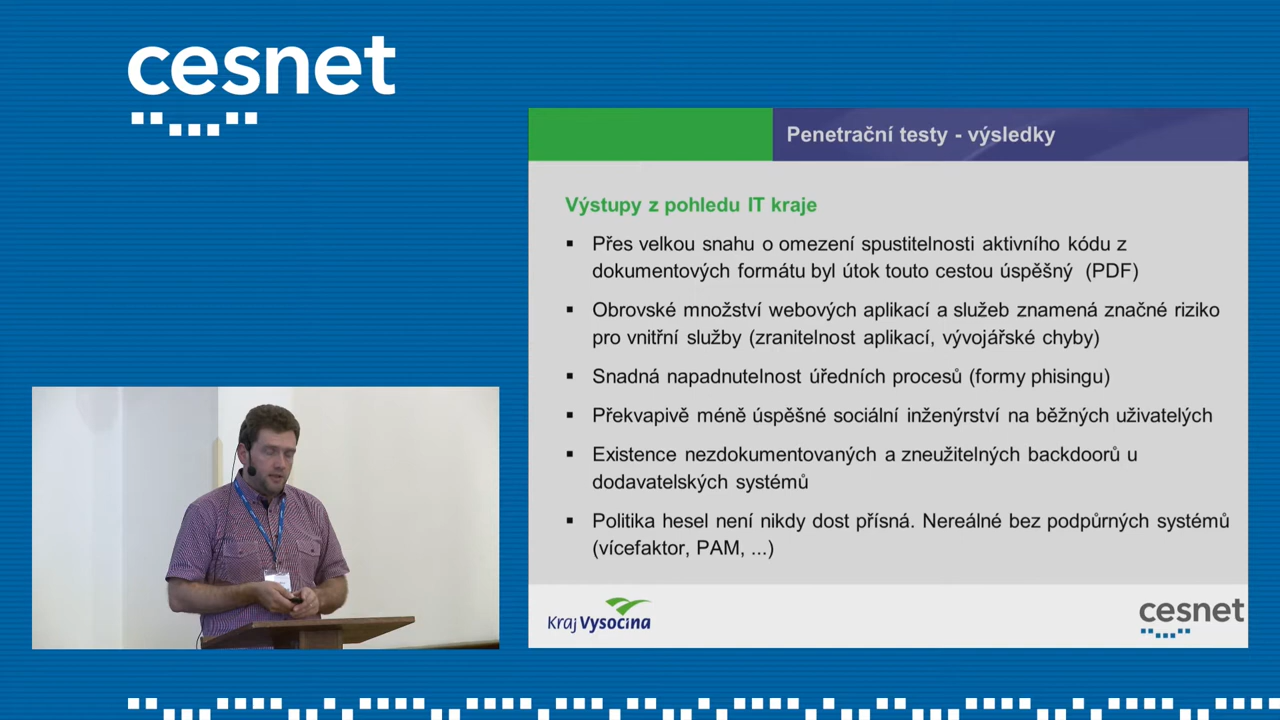 cesnet
Penetrační testy - výsledky
Výstupy z pohledu IT kraje
▪ Přes velkou snahu o omezení spustitelnosti aktivního kódu z
dokumentových formátu byl útok touto cestou úspěšný (PDF)
▪ Obrovské množství webových aplikací a služeb znamená značné riziko
pro vnitřní služby (zranitelnost aplikací, vývojářské chyby)
▪ Snadná napadnutelnost úředních procesů (formy phisingu)
▪ Překvapivě méně úspěšné sociální inženýrství na běžných uživatelých
▪ Existence nezdokumentovaných a zneužitelných backdoorů u
dodavatelských systémů
▪ Politika hesel není nikdy dost přísná. Nereálné bez podpůrných systémů
(vícefaktor, PAM, ...)
Kraj Vysočina
cesnet